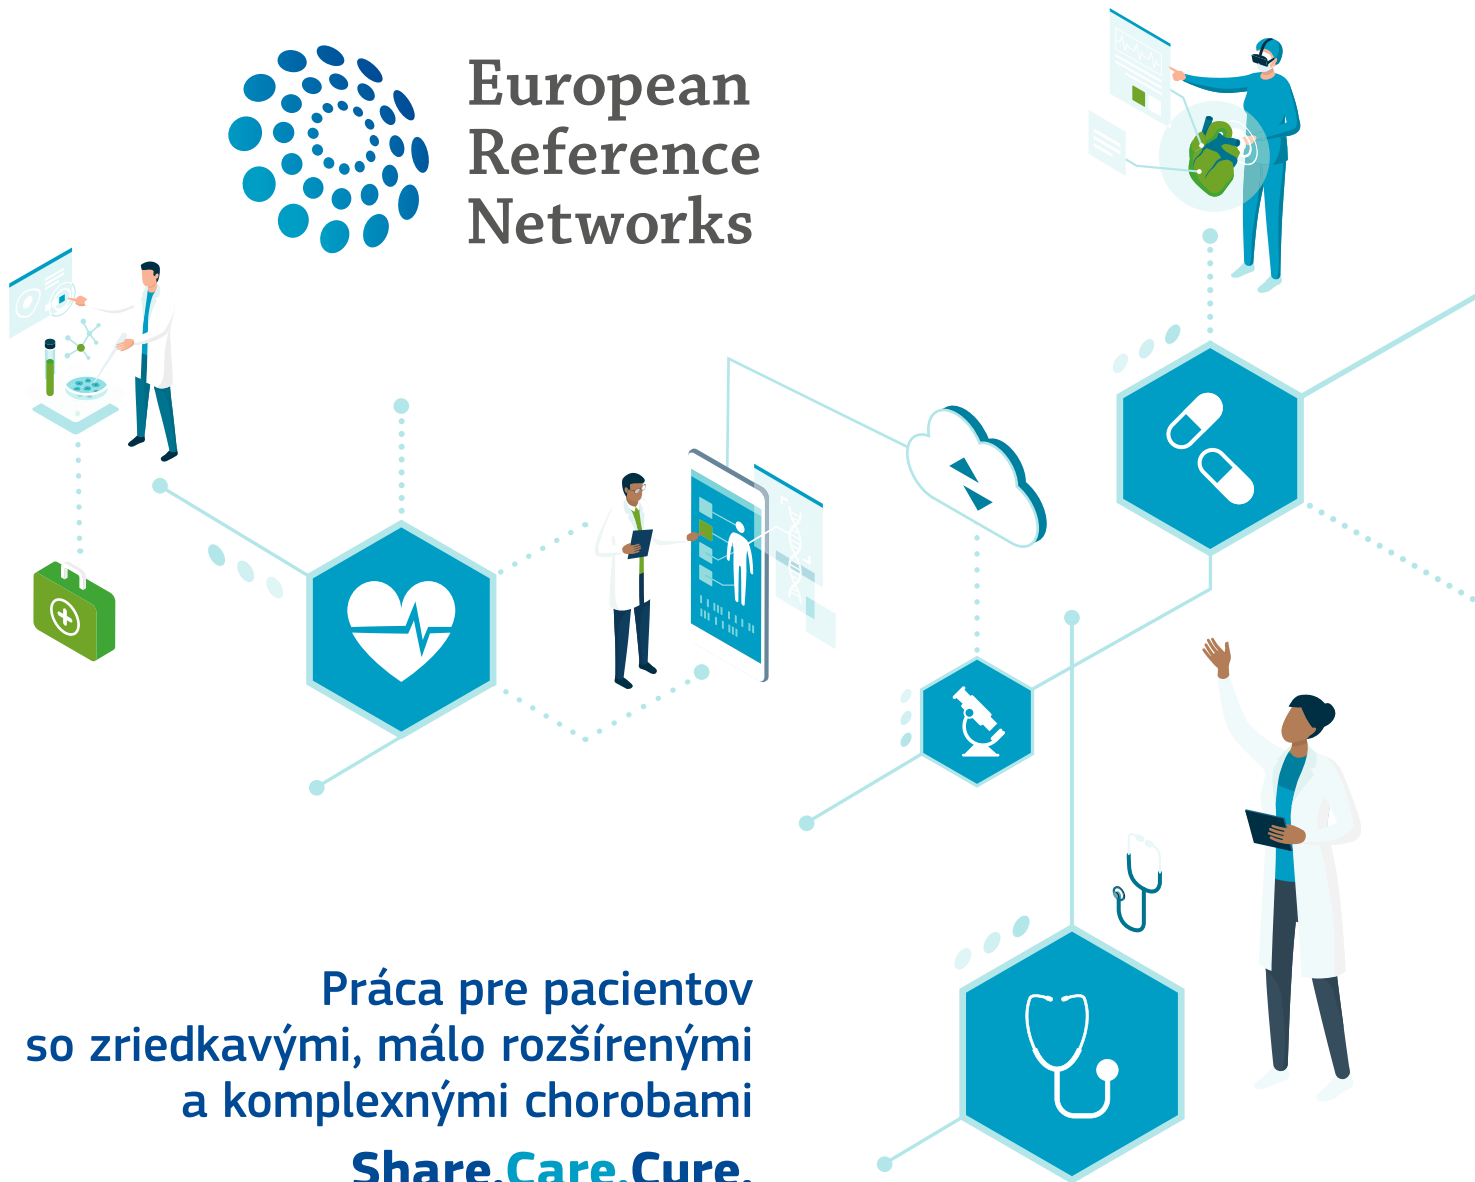 European
Reference
Networks
Práca pre pacientov
so zriedkavými, málo rozšírenými
a komplexnými chorobami
Share.Care.Cure.